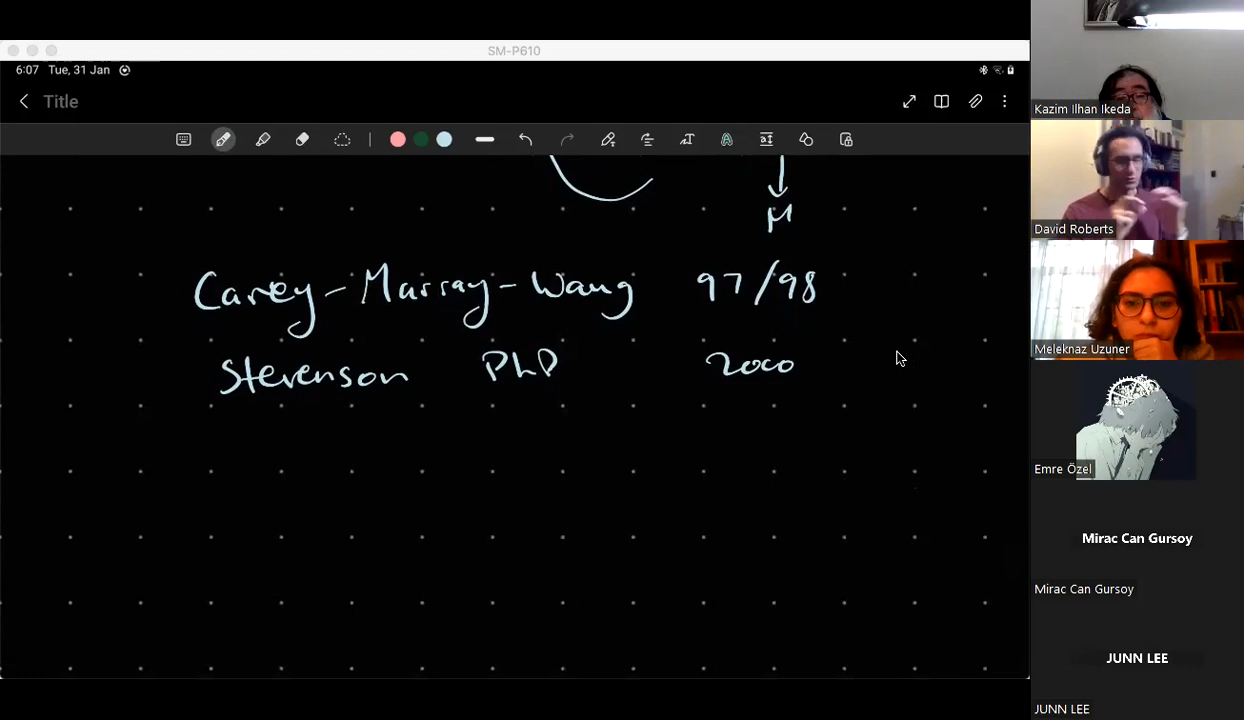 SM-P610
6:07 Tue, 31 Jan
Title
M
Carey-Murray-Wang 97/98
Stevenson PhD 2000
Kazim Ilhan Ikeda
David Roberts
Meleknaz Uzuner
Emre Özel
Mirac Can Gursoy
Mirac Can Gursoy
JUNN LEE
JUNN LEE